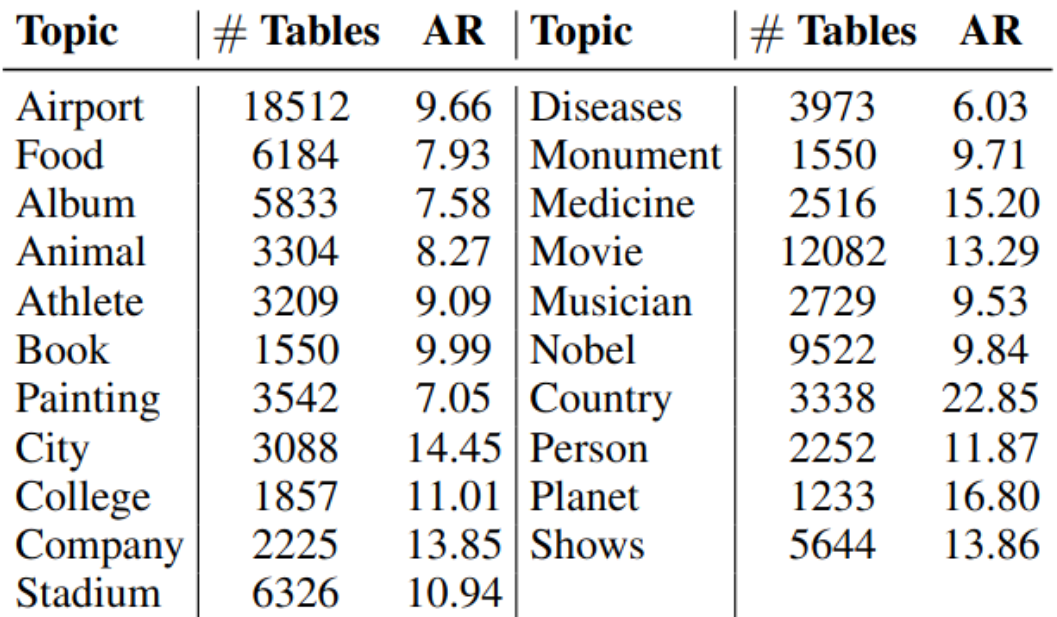 Topic # Tables AR Topic # Tables AR
Airport 18512 9.66 Diseases 3973 6.03
Food 6184 7.93 Monument 1550 9.71
Album 5833 7.58 Medicine 2516 15.20
Animal 3304 8.27 Movie 12082 13.29
Athlete 3209 9.09 Musician 2729 9.53
Book 1550 9.99 Nobel 9522 9.84
Painting 3542 7.05 Country 3338 22.85
City 3088 14.45 Person 2252 11.87
College 1857 11.01 Planet 1233 16.80
Company 2225 13.85 Shows 5644 13.86
Stadium 6326 10.94